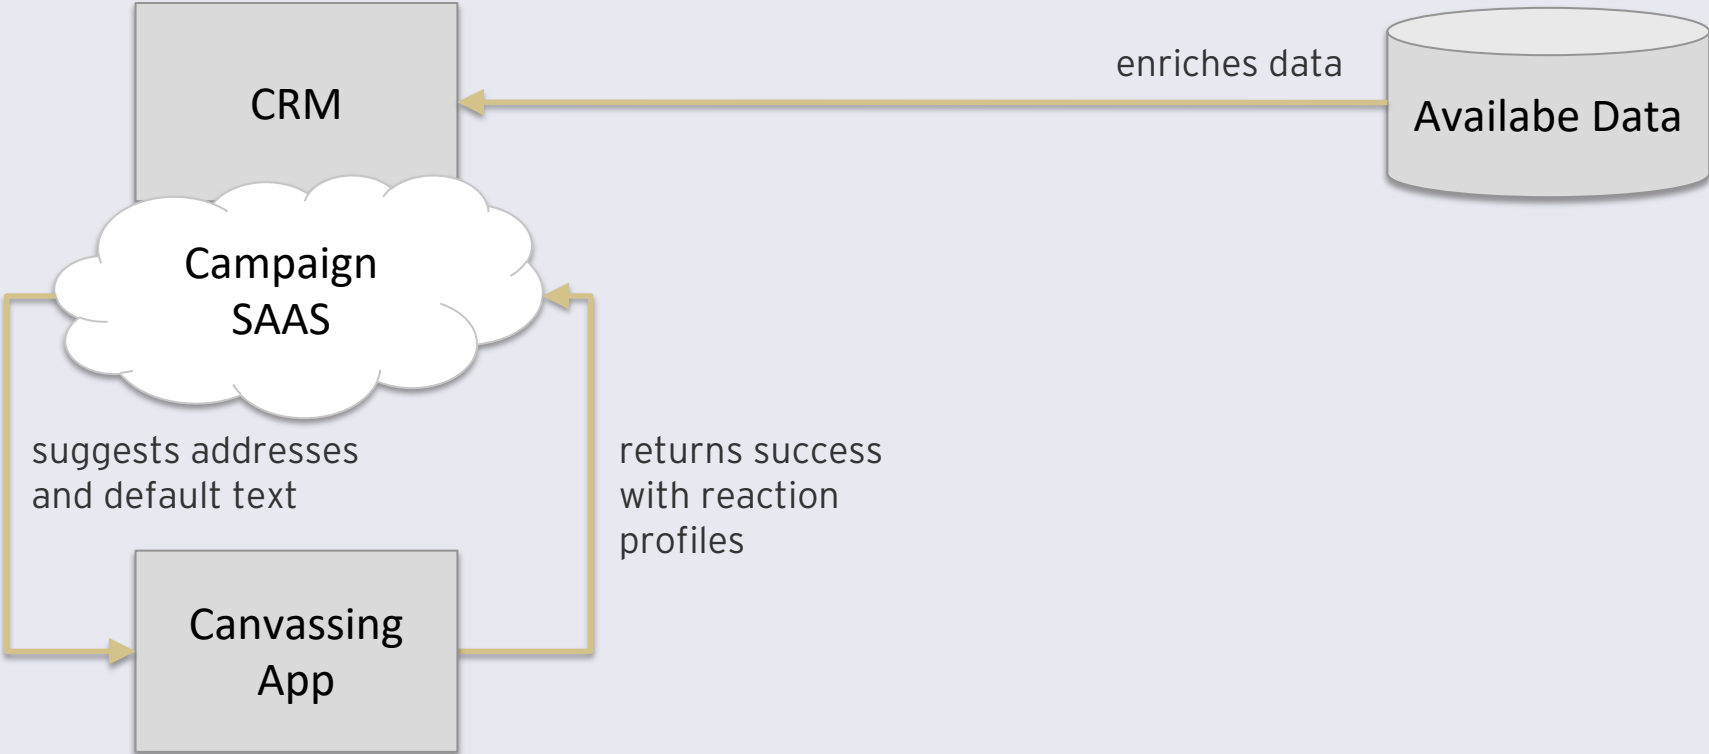 CRM
enriches data
Availabe Data
Campaign
SAAS
suggests addresses
and default text
returns success
with reaction
profiles
Canvassing
App